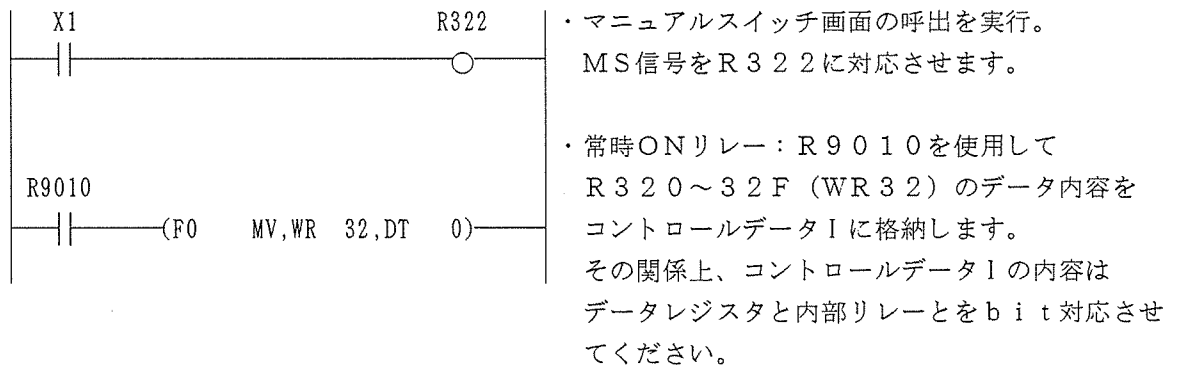 X1 R322
・マニュアルスイッチ画面の呼出を実行。
ＭＳ信号をＲ３２２に対応させます。
・常時ＯＮリレー：Ｒ９０１０を使用して
Ｒ３２０～３２Ｆ（ＷＲ３２）のデータ内容を
コントロールデータＩに格納します。
その関係上、コントロールデータＩの内容は
データレジスタと内部リレーとをｂｉｔ対応させ
てください。
R9010
(F0 MV,WR 32,DT 0)